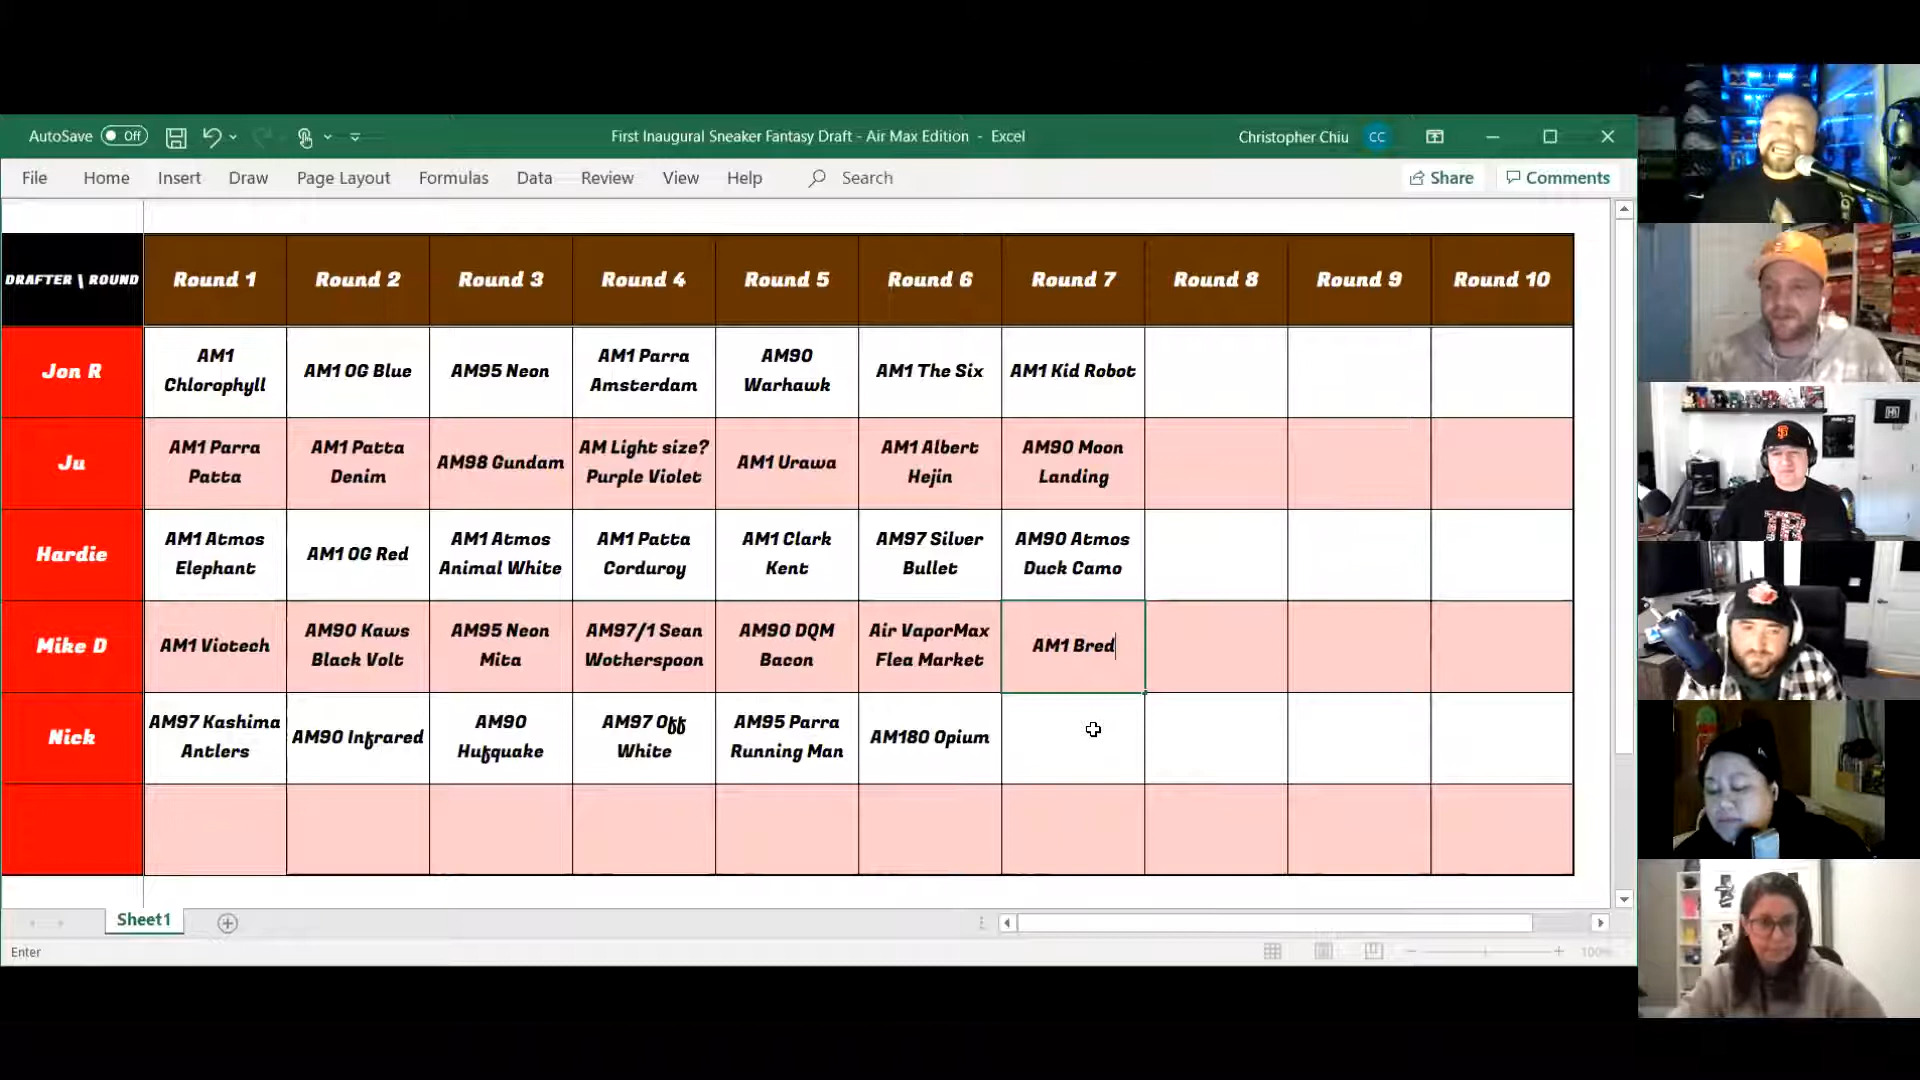 AutoSave Off
First Inaugural Sneaker Fantasy Draft - Air Max Edition - Excel
Christopher Chiu CC
File Home Insert Draw Page Layout Formulas Data Review View Help Search Share Comments
DRAFTER \ ROUND Round 1 Round 2 Round 3 Round 4 Round 5 Round 6 Round 7 Round 8 Round 9 Round 10
Jon R
AM1
Chlorophyll
AM1 OG Blue
AM95 Neon
AM1 Parra
Amsterdam
AM90
Warhawk
AM1 The Six
AM1 Kid Robot
Ju
AM1 Parra
Patta
AM1 Patta
Denim
AM98 Gundam
AM Light size?
Purple Violet
AM1 Urawa
AM1 Albert
Hejin
AM90 Moon
Landing
Hardie
AM1 Atmos
Elephant
AM1 OG Red
AM1 Atmos
Animal White
AM1 Patta
Corduroy
AM1 Clark
Kent
AM97 Silver
Bullet
AM90 Atmos
Duck Camo
Mike D
AM1 Viotech
AM90 Kaws
Black Volt
AM95 Neon
Mita
AM97/1 Sean
Wotherspoon
AM90 DQM
Bacon
Air VaporMax
Flea Market
AM1 Bred
Nick
AM97 Kashima
Antlers
AM90 Infrared
AM90
Hufquake
AM97 Off
White
AM95 Parra
Running Man
AM180 Opium
Sheet1
Enter
100%